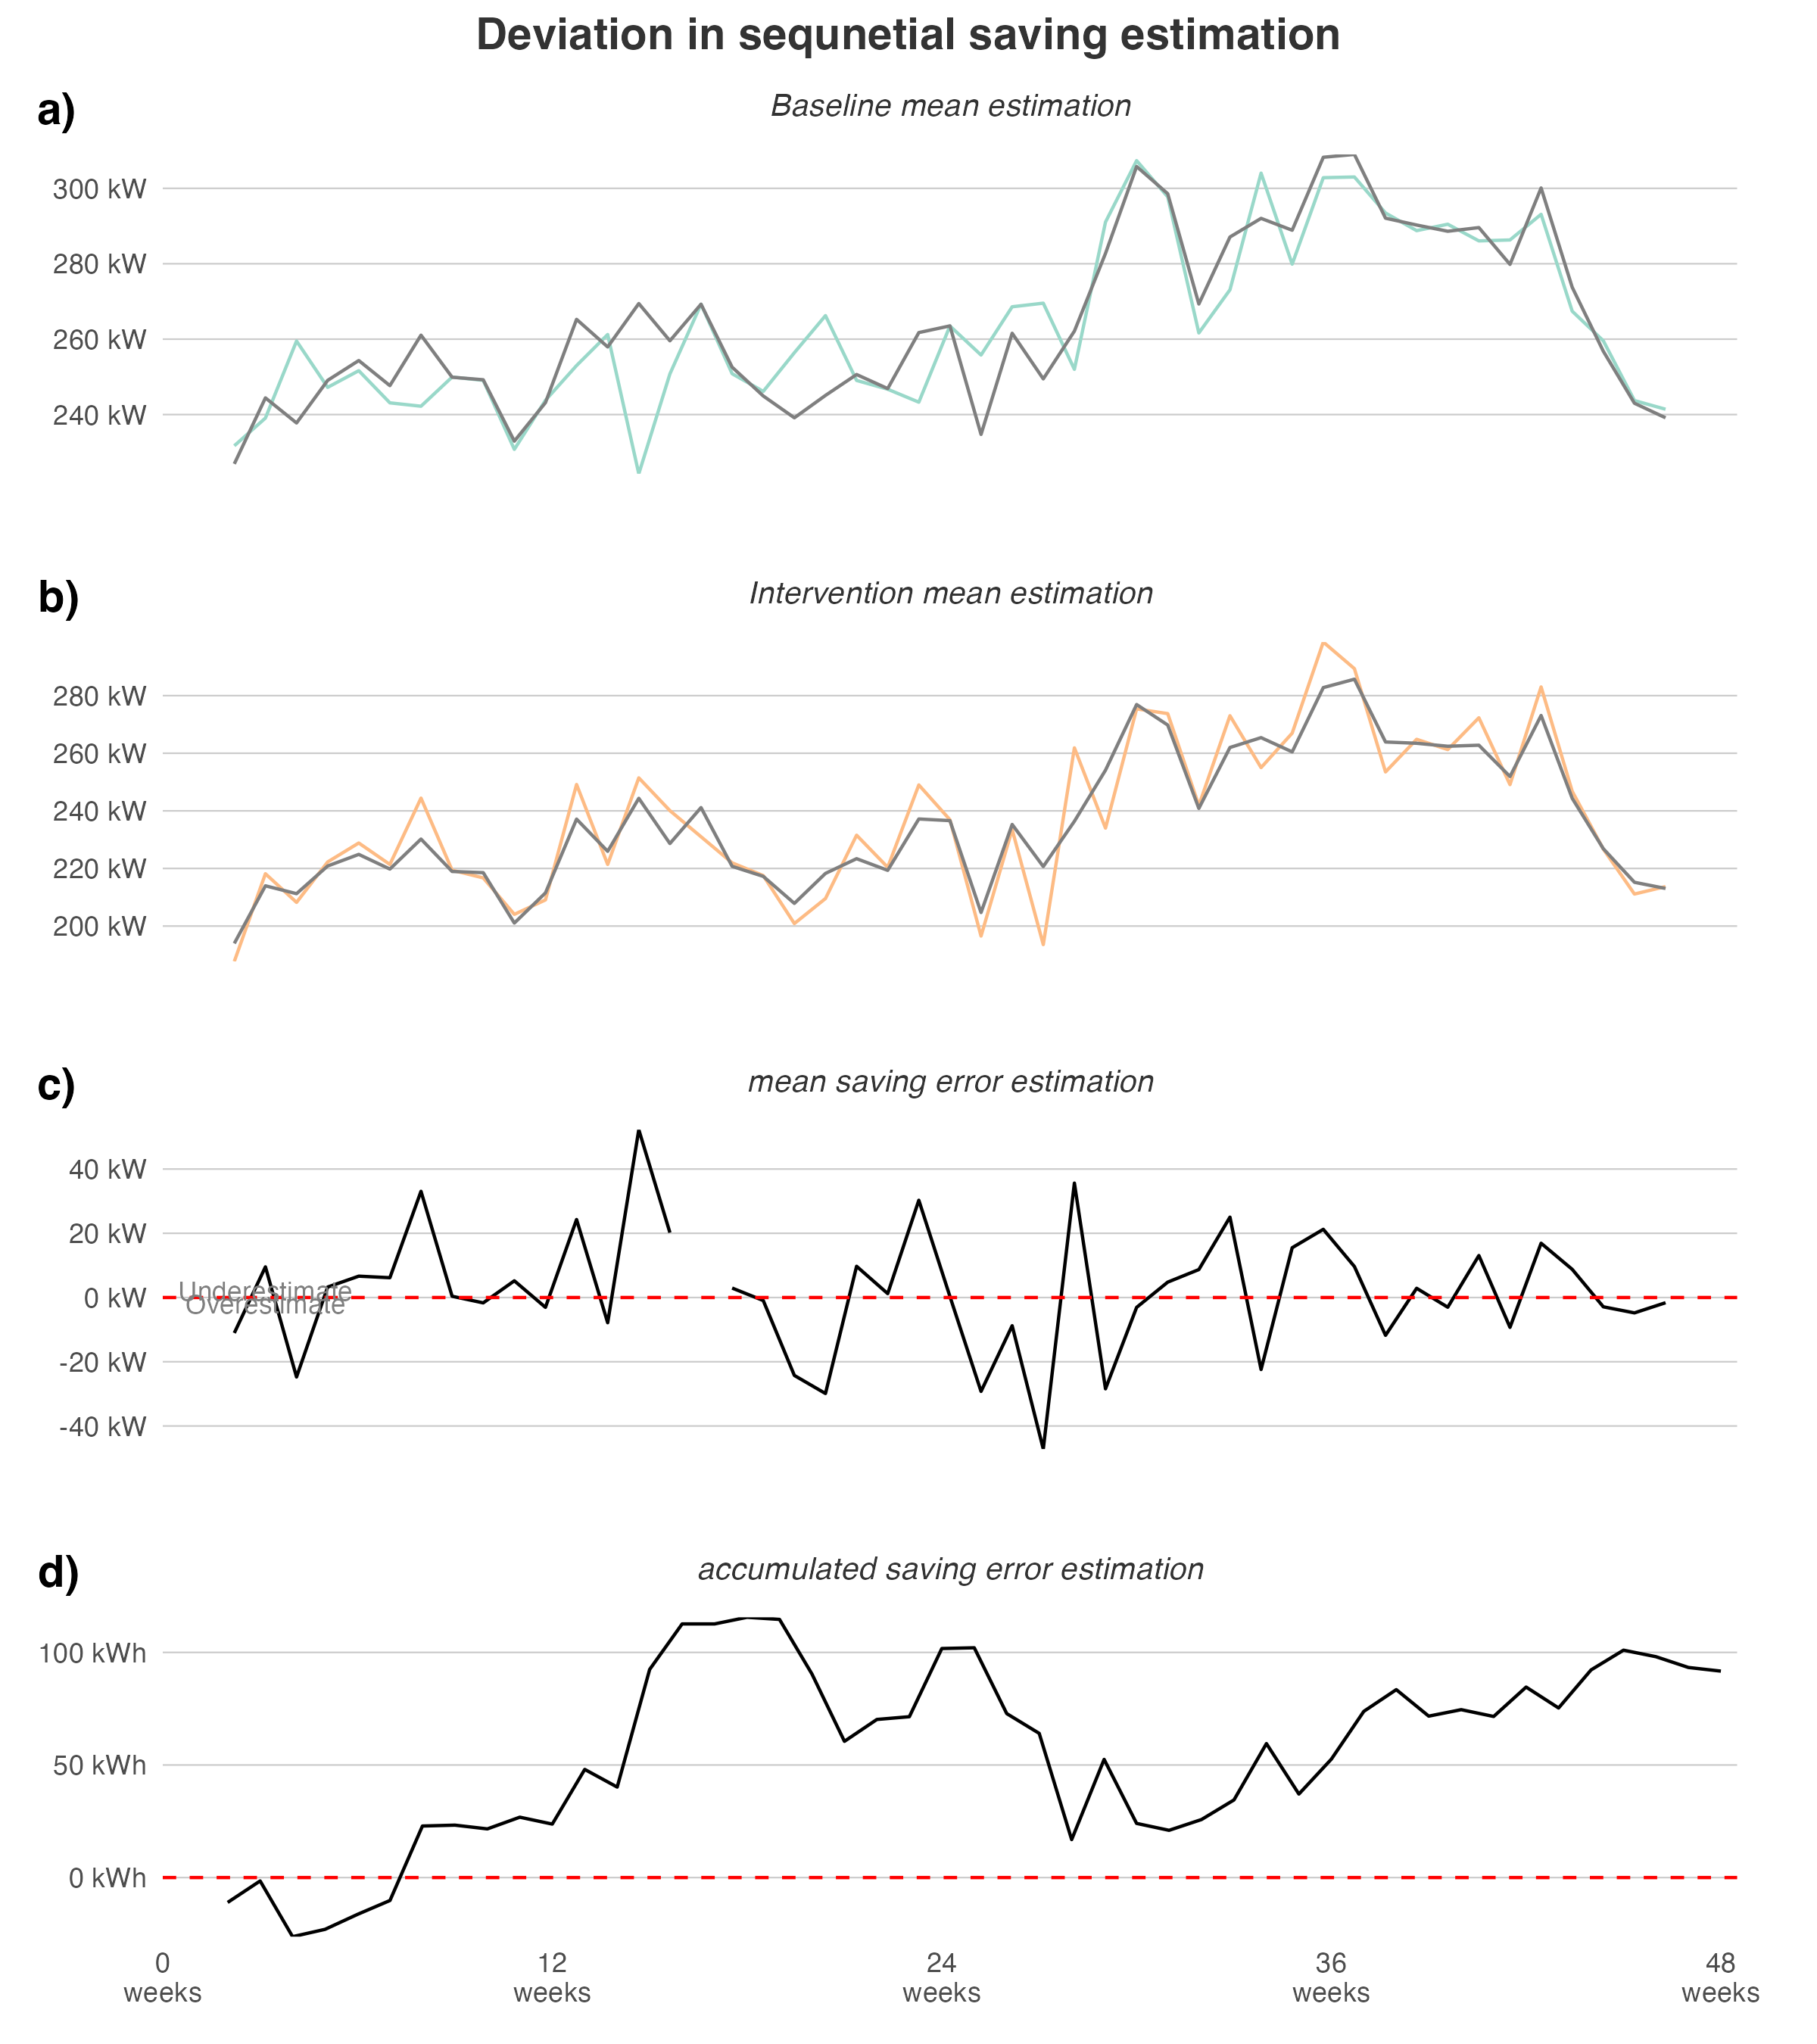 Deviation in sequnetial saving estimation
a)
Baseline mean estimation
300 kW
280 kW
260 kW
240 kW
b)
Intervention mean estimation
280 kW
260 kW
240 kW
220 kW
200 kW
c)
mean saving error estimation
40 kW
20 kW
Underestimate
0 kW
Overestimate
-20 kW
-40 kW
d)
accumulated saving error estimation
100 kWh
50 kWh
0 kWh
0 12 24 36 48
weeks weeks weeks weeks weeks